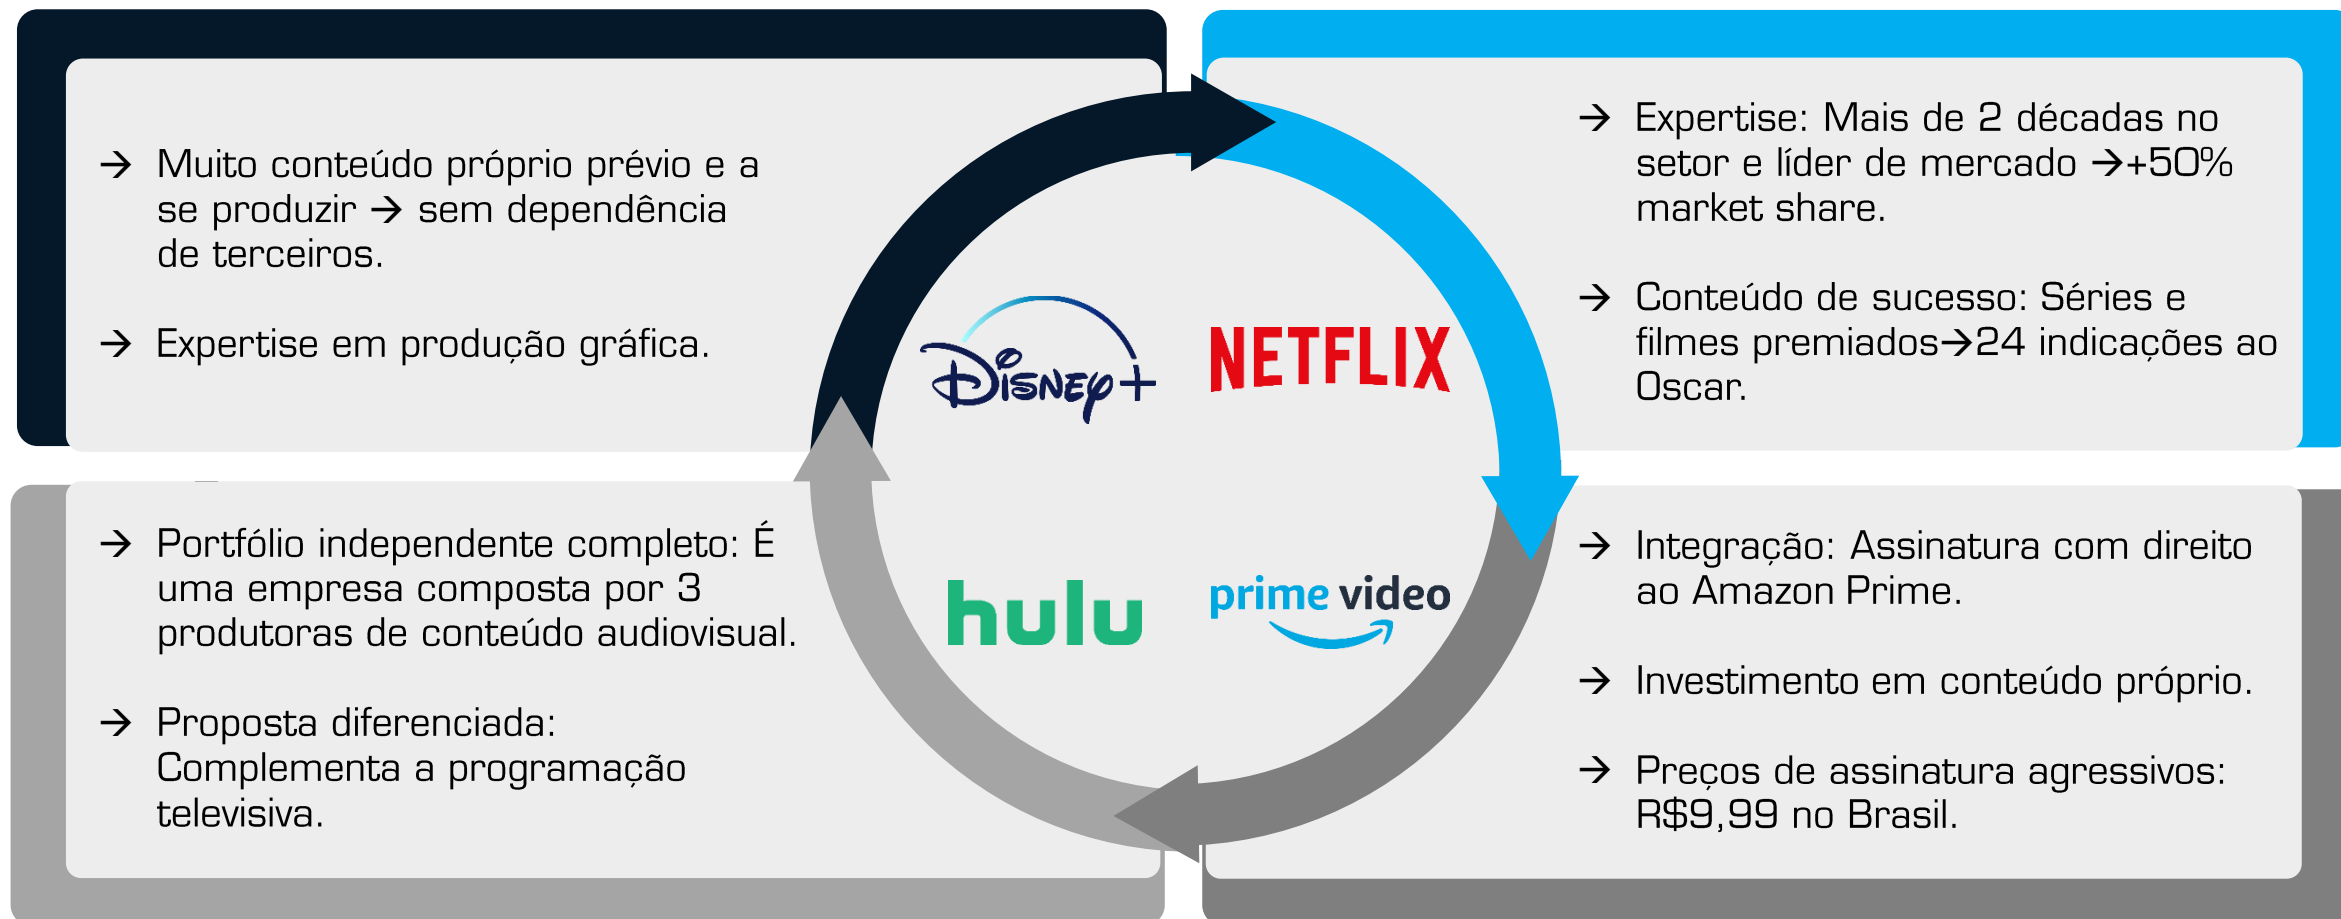 → Muito conteúdo próprio prévio e a
se produzir → sem dependência
de terceiros.
→ Expertise em produção gráfica.
→ Expertise: Mais de 2 décadas no
setor e líder de mercado →+50%
market share.
→ Conteúdo de sucesso: Séries e
filmes premiados→24 indicações ao
Oscar.
Disney+
NETFLIX
hulu
prime video
→ Portfólio independente completo: É
uma empresa composta por 3
produtoras de conteúdo audiovisual.
→ Proposta diferenciada:
Complementa a programação
televisiva.
→ Integração: Assinatura com direito
ao Amazon Prime.
→ Investimento em conteúdo próprio.
→ Preços de assinatura agressivos:
R$9,99 no Brasil.